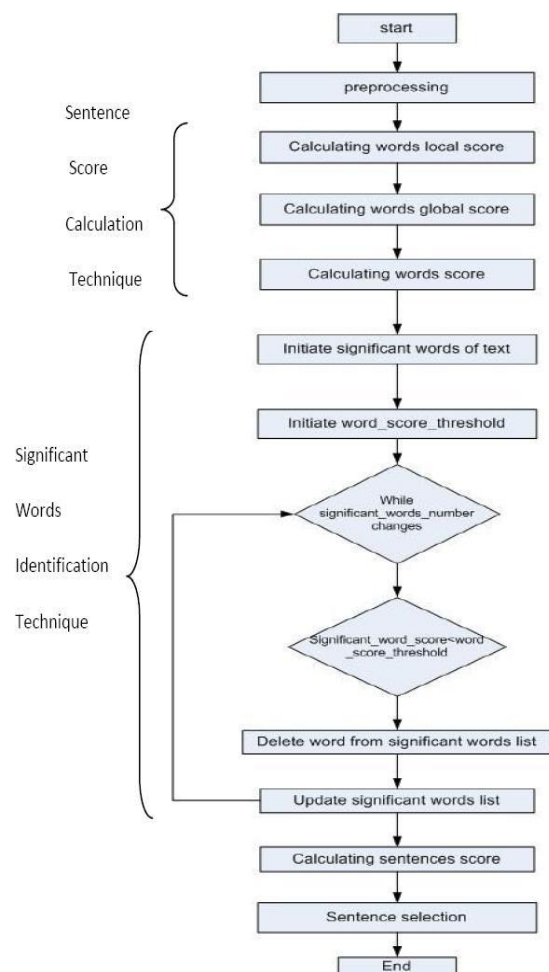 start
preprocessing
Sentence
Score
Calculation
Technique
Calculating words local score
Calculating words global score
Calculating words score
Initiate significant words of text
Initiate word_score_threshold
Significant
Words
Identification
Technique
While
significant_words_number
changes
Significant_word_score<word
_score_threshold
Delete word from significant words list
Update significant words list
Calculating sentences score
Sentence selection
End